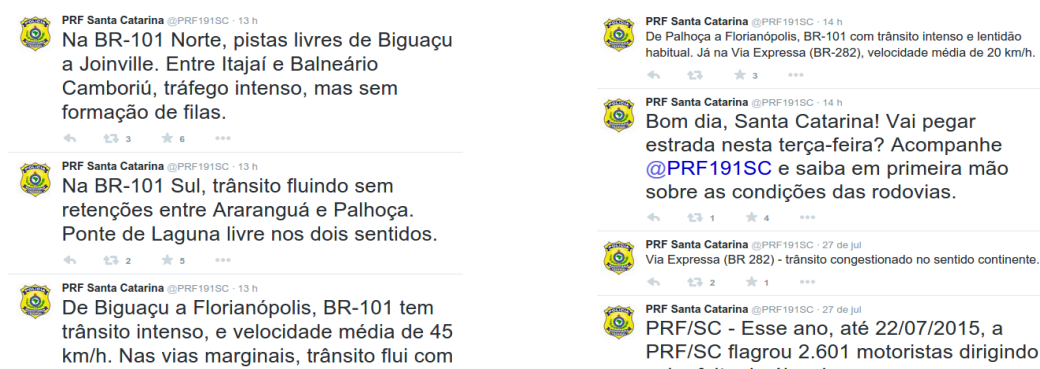 PRF Santa Catarina @PRF191SC · 13 h
Na BR-101 Norte, pistas livres de Biguaçu
a Joinville. Entre Itajaí e Balneário
Camboriú, tráfego intenso, mas sem
formação de filas.
3 6
PRF Santa Catarina @PRF191SC · 13 h
Na BR-101 Sul, trânsito fluindo sem
retenções entre Araranguá e Palhoça.
Ponte de Laguna livre nos dois sentidos.
2 5
PRF Santa Catarina @PRF191SC · 13 h
De Biguaçu a Florianópolis, BR-101 tem
trânsito intenso, e velocidade média de 45
km/h. Nas vias marginais, trânsito flui com
PRF Santa Catarina @PRF191SC · 14 h
De Palhoça a Florianópolis, BR-101 com trânsito intenso e lentidão
habitual. Já na Via Expressa (BR-282), velocidade média de 20 km/h.
3
PRF Santa Catarina @PRF191SC · 14 h
Bom dia, Santa Catarina! Vai pegar
estrada nesta terça-feira? Acompanhe
@PRF191SC e saiba em primeira mão
sobre as condições das rodovias.
1 4
PRF Santa Catarina @PRF191SC · 27 de jul
Via Expressa (BR 282) - trânsito congestionado no sentido continente.
2 1
PRF Santa Catarina @PRF191SC · 27 de jul
PRF/SC - Esse ano, até 22/07/2015, a
PRF/SC flagrou 2.601 motoristas dirigindo